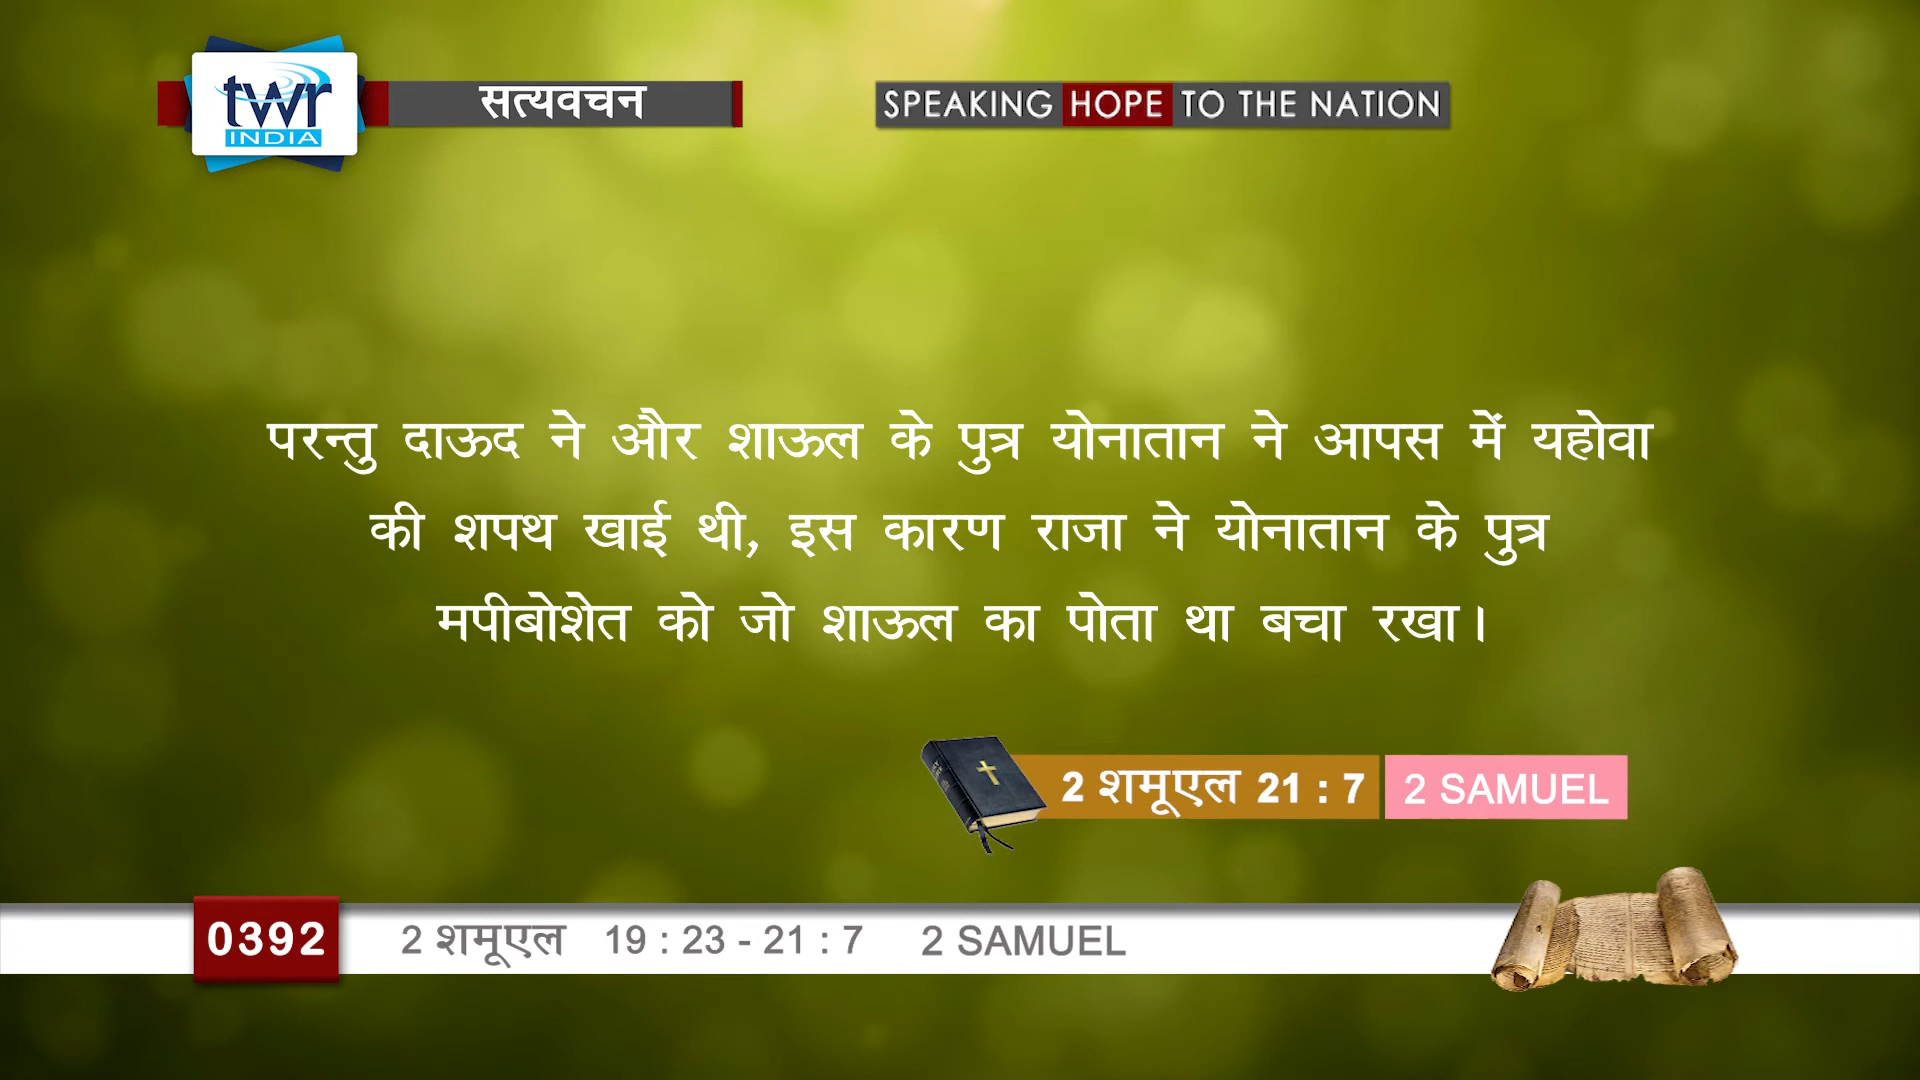 twr
INDIA
सत्यवचन
SPEAKING HOPE TO THE NATION
परन्तु दाऊद ने और शाऊल के पुत्र योनातान ने आपस में यहोवा
की शपथ खाई थी, इस कारण राजा ने योनातान के पुत्र
मपीबोशेत को जो शाऊल का पोता था बचा रखा।
2 शमूएल 21 : 7 2 SAMUEL
0392 2 शमूएल 19 : 23 - 21 : 7 2 SAMUEL